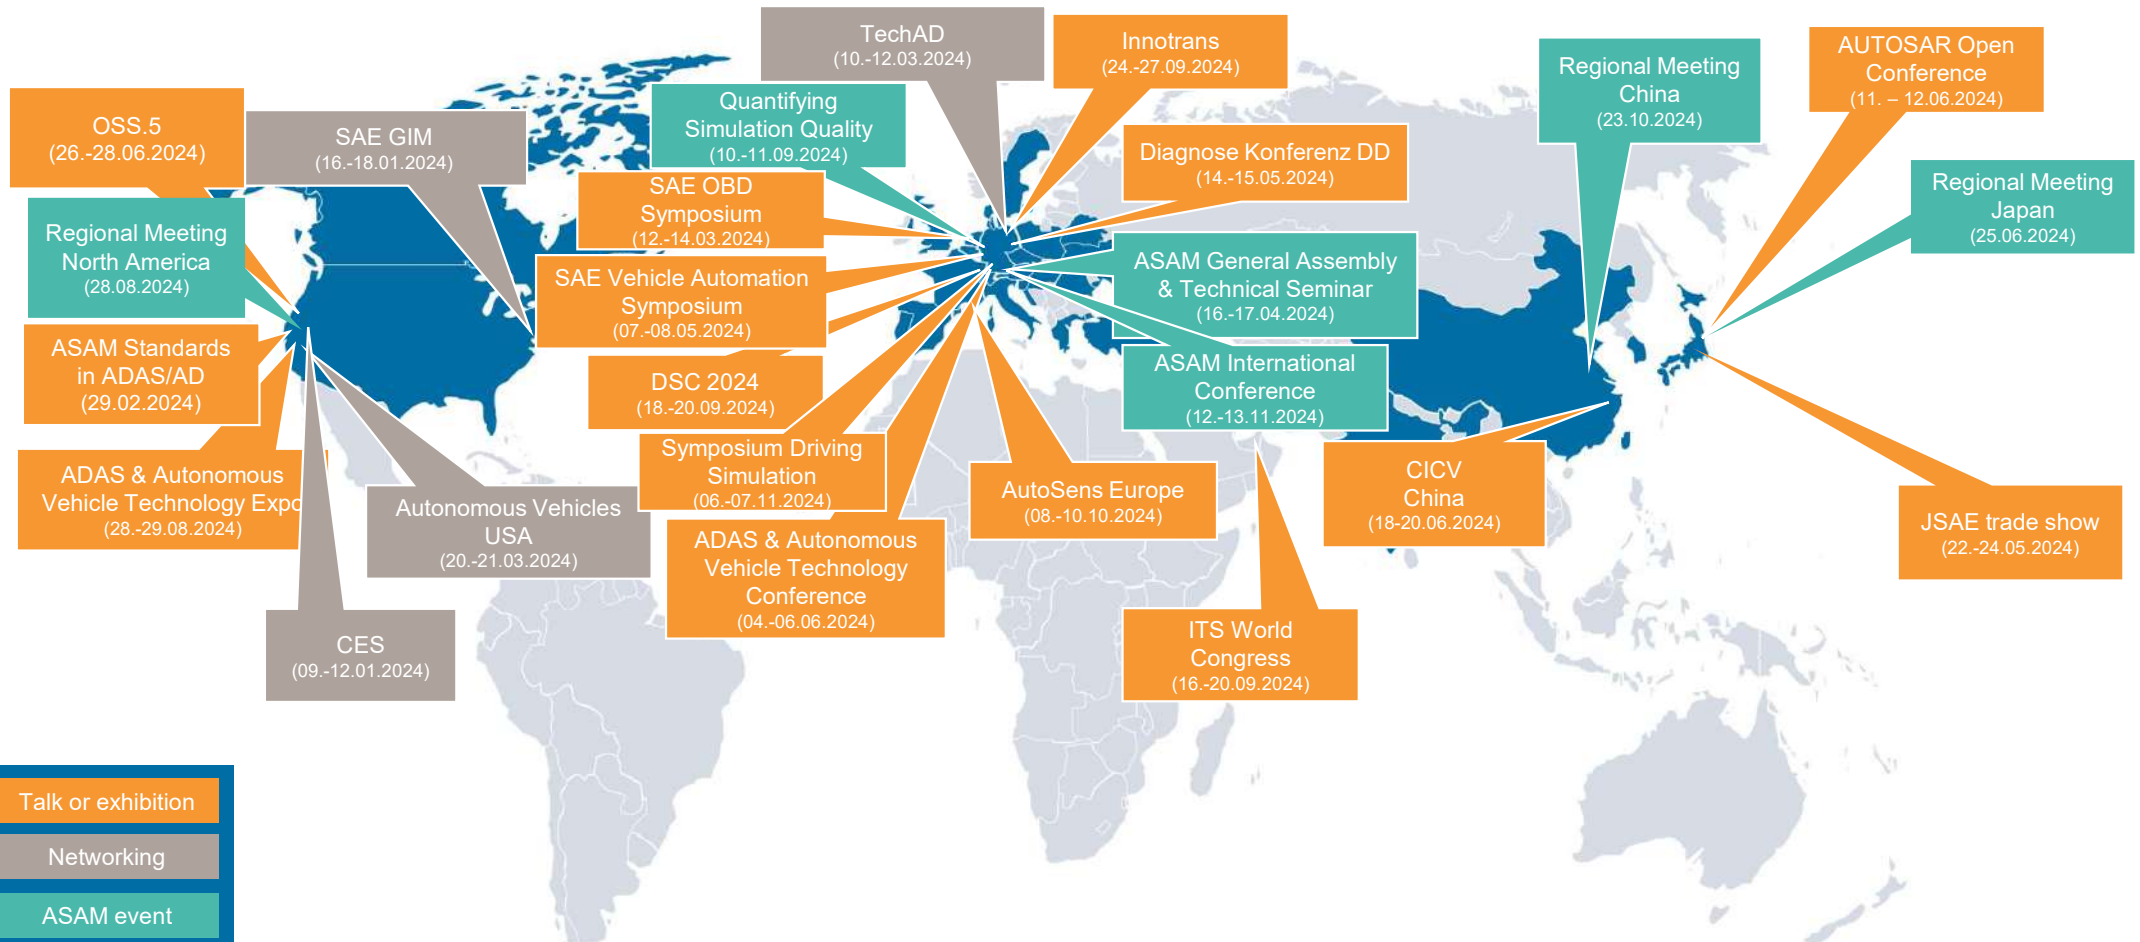 TechAD
(10.-12.03.2024)
Innotrans
(24.-27.09.2024)
AUTOSAR Open
Conference
(11. – 12.06.2024)
Regional Meeting
China
(23.10.2024)
OSS.5
(26.-28.06.2024)
SAE GIM
(16.-18.01.2024)
Quantifying
Simulation Quality
(10.-11.09.2024)
Diagnose Konferenz DD
(14.-15.05.2024)
Regional Meeting
Japan
(25.06.2024)
SAE OBD
Symposium
(12.-14.03.2024)
Regional Meeting
North America
(28.08.2024)
ASAM General Assembly
& Technical Seminar
(16.-17.04.2024)
SAE Vehicle Automation
Symposium
(07.-08.05.2024)
ASAM Standards
in ADAS/AD
(29.02.2024)
ASAM International
Conference
(12.-13.11.2024)
DSC 2024
(18.-20.09.2024)
Symposium Driving
Simulation
(06.-07.11.2024)
ADAS & Autonomous
Vehicle Technology Expo
(28.-29.08.2024)
Autonomous Vehicles
USA
(20.-21.03.2024)
AutoSens Europe
(08.-10.10.2024)
CICV
China
(18-20.06.2024)
JSAE trade show
(22.-24.05.2024)
ADAS & Autonomous
Vehicle Technology
Conference
(04.-06.06.2024)
CES
(09.-12.01.2024)
ITS World
Congress
(16.-20.09.2024)
Talk or exhibition
Networking
ASAM event